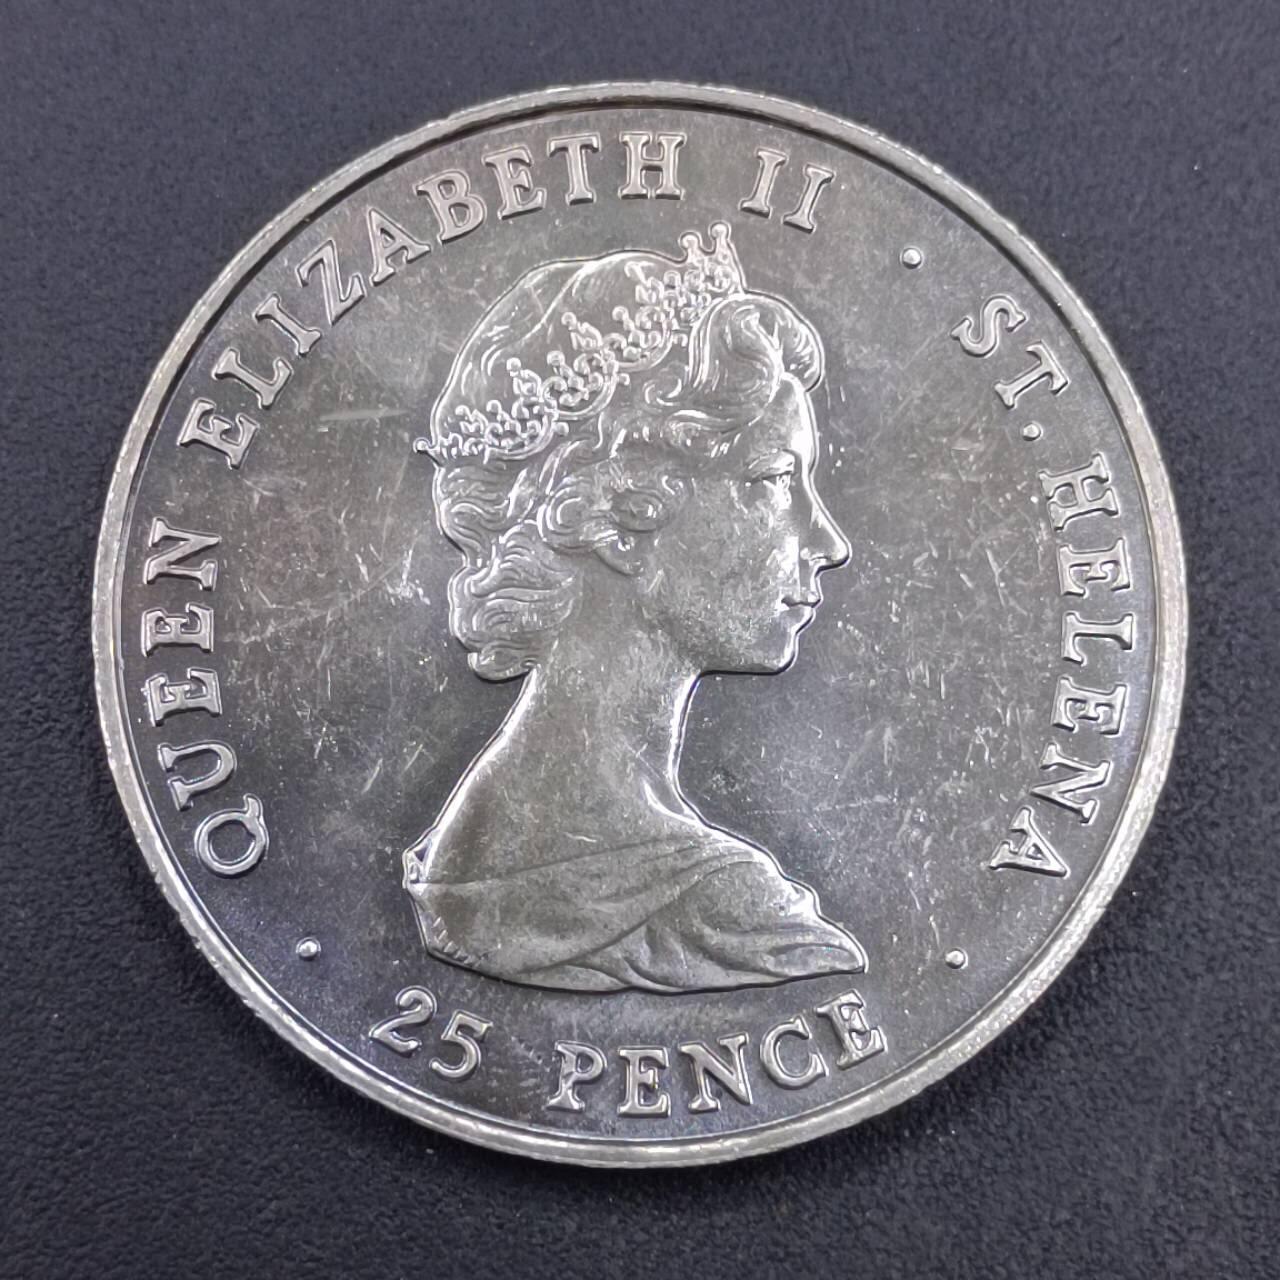 QUEEN ELIZABETH II · ST. HELENA ·
25 PENCE ·